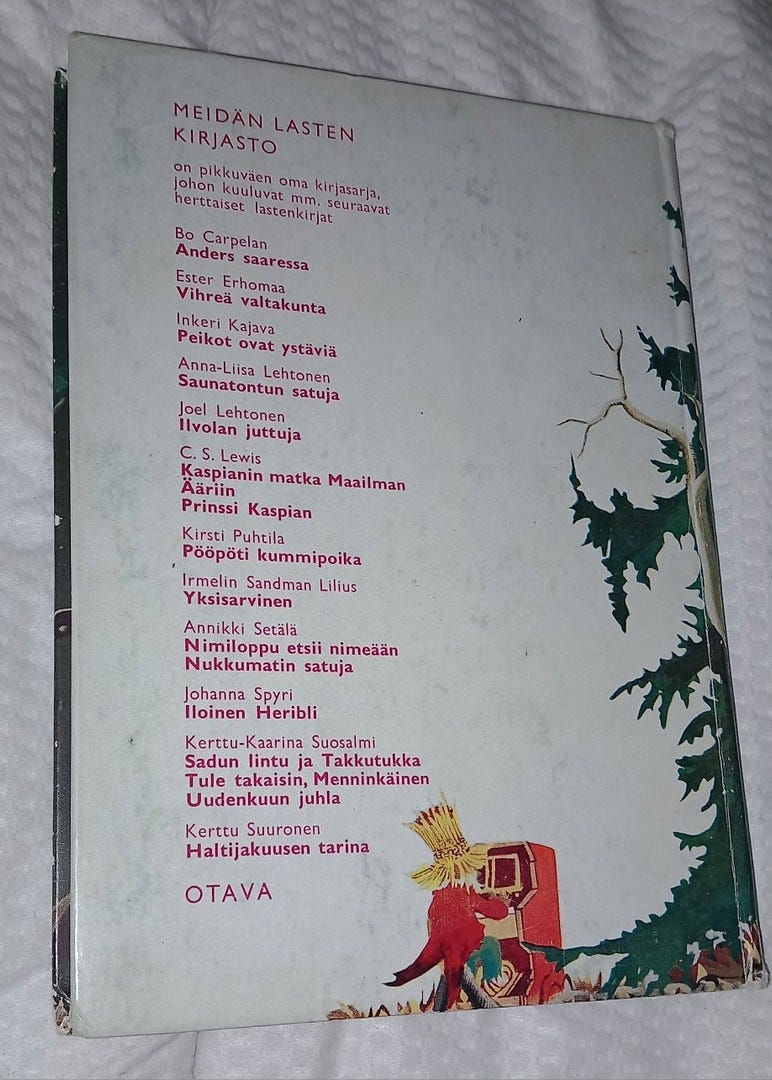 MEIDÄN LASTEN
KIRJASTO
on pikkuväen oma kirjasarja,
johon kuuluvat mm. seuraavat
herttaiset lastenkirjat
Bo Carpelan
Anders saaressa
Ester Erhomaa
Vihreä valtakunta
Inkeri Kajava
Peikot ovat ystäviä
Anna-Liisa Lehtonen
Saunatontun satuja
Joel Lehtonen
Ilvolan juttuja
C. S. Lewis
Kaspianin matka Maailman
Ääriin
Prinssi Kaspian
Kirsti Puhtila
Pööpöti kummipoika
Irmelin Sandman Lilius
Yksisarvinen
Annikki Setälä
Nimiloppu etsii nimeään
Nukkumatin satuja
Johanna Spyri
Iloinen Heribli
Kerttu-Kaarina Suosalmi
Sadun lintu ja Takkutukka
Tule takaisin, Menninkäinen
Uudenkuun juhla
Kerttu Suuronen
Haltijakuusen tarina
OTAVA